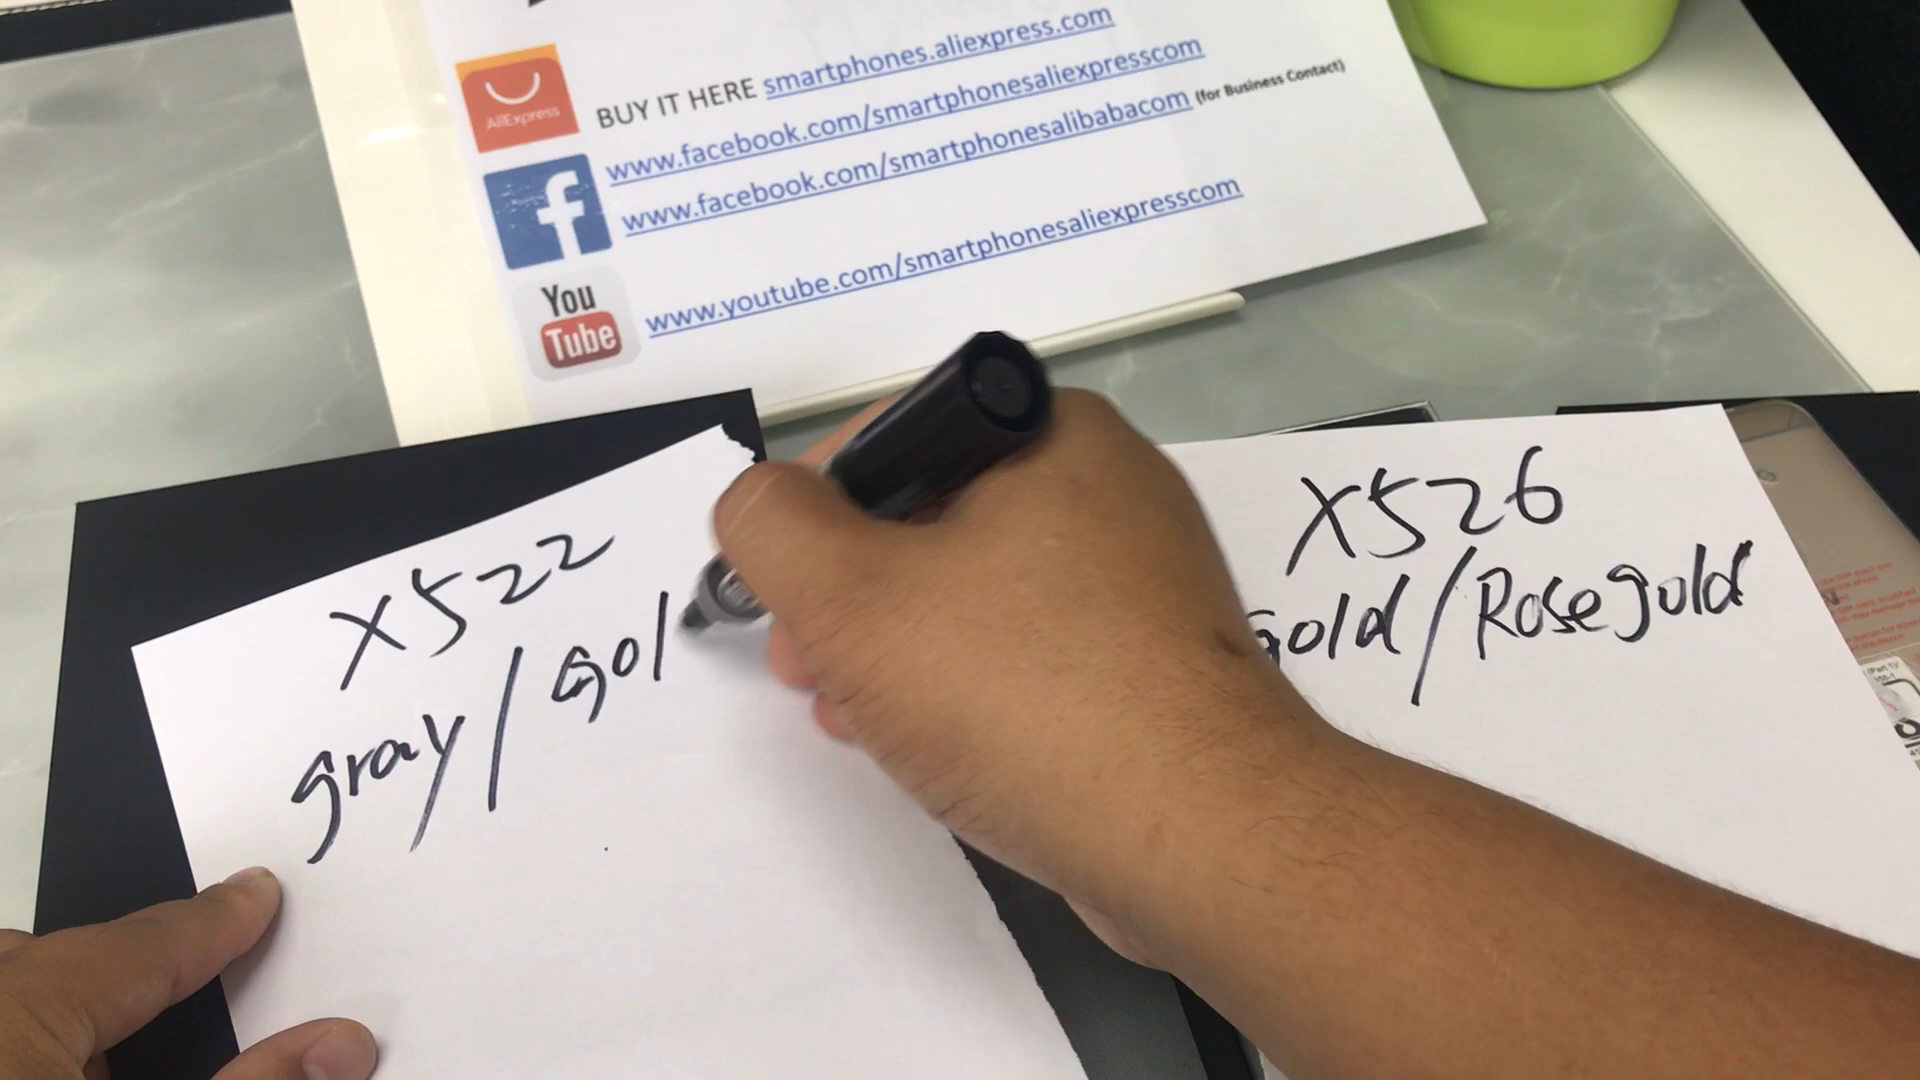 AliExpress
BUY IT HERE smartphones.aliexpress.com
www.facebook.com/smartphonesaliexpresscom
www.facebook.com/smartphonesalibabacom (for Business Contact)
You
Tube
www.youtube.com/smartphonesaliexpresscom
X522
gray/gol
X526
gold/Rosegold